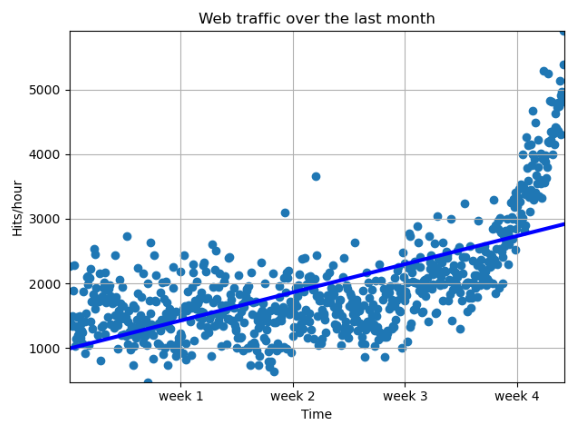 Web traffic over the last month
Hits/hour
5000
4000
3000
2000
1000
week 1 week 2 week 3 week 4
Time